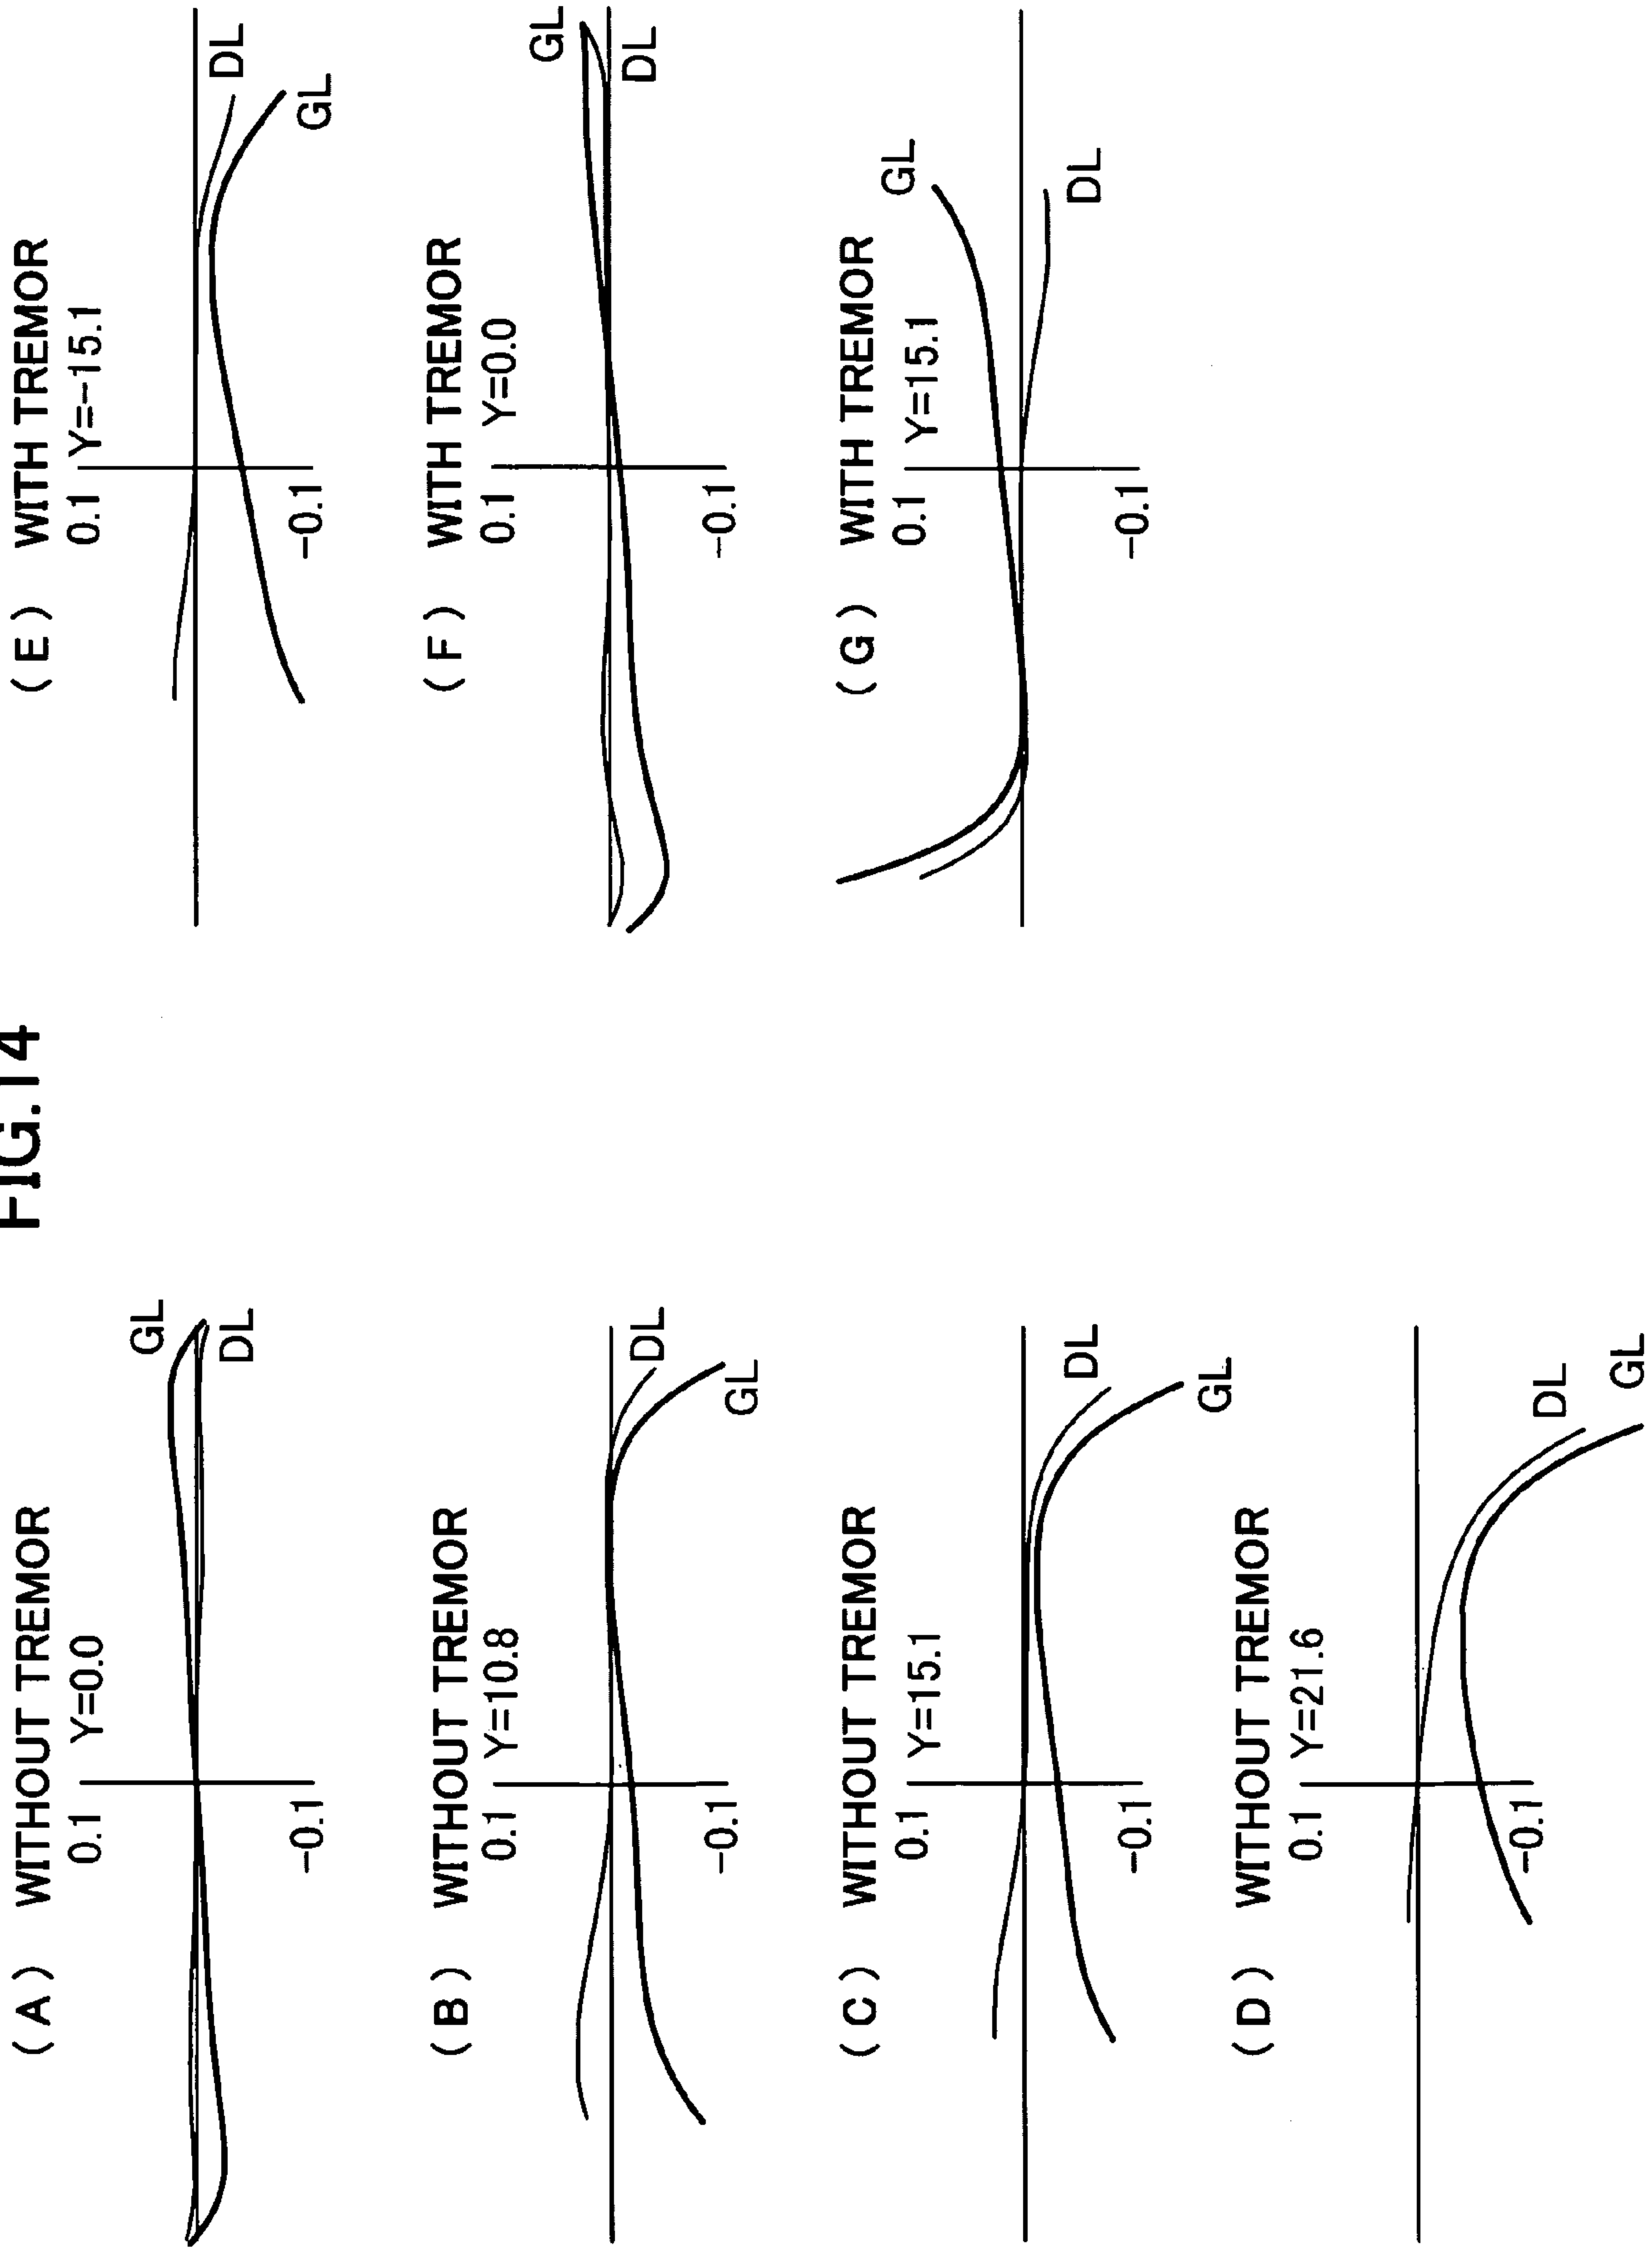 FIG.14
( A ) WITHOUT TREMOR
0.1 Y=0.0
GL
DL
-0.1
( B ) WITHOUT TREMOR
0.1 Y=10.8
DL
GL
-0.1
( C ) WITHOUT TREMOR
0.1 Y=15.1
DL
GL
-0.1
( D ) WITHOUT TREMOR
0.1 Y=21.6
DL
GL
-0.1
( E ) WITH TREMOR
0.1 Y=-15.1
DL
GL
-0.1
( F ) WITH TREMOR
0.1 Y=0.0
GL
DL
-0.1
( G ) WITH TREMOR
0.1 Y=15.1
GL
DL
-0.1